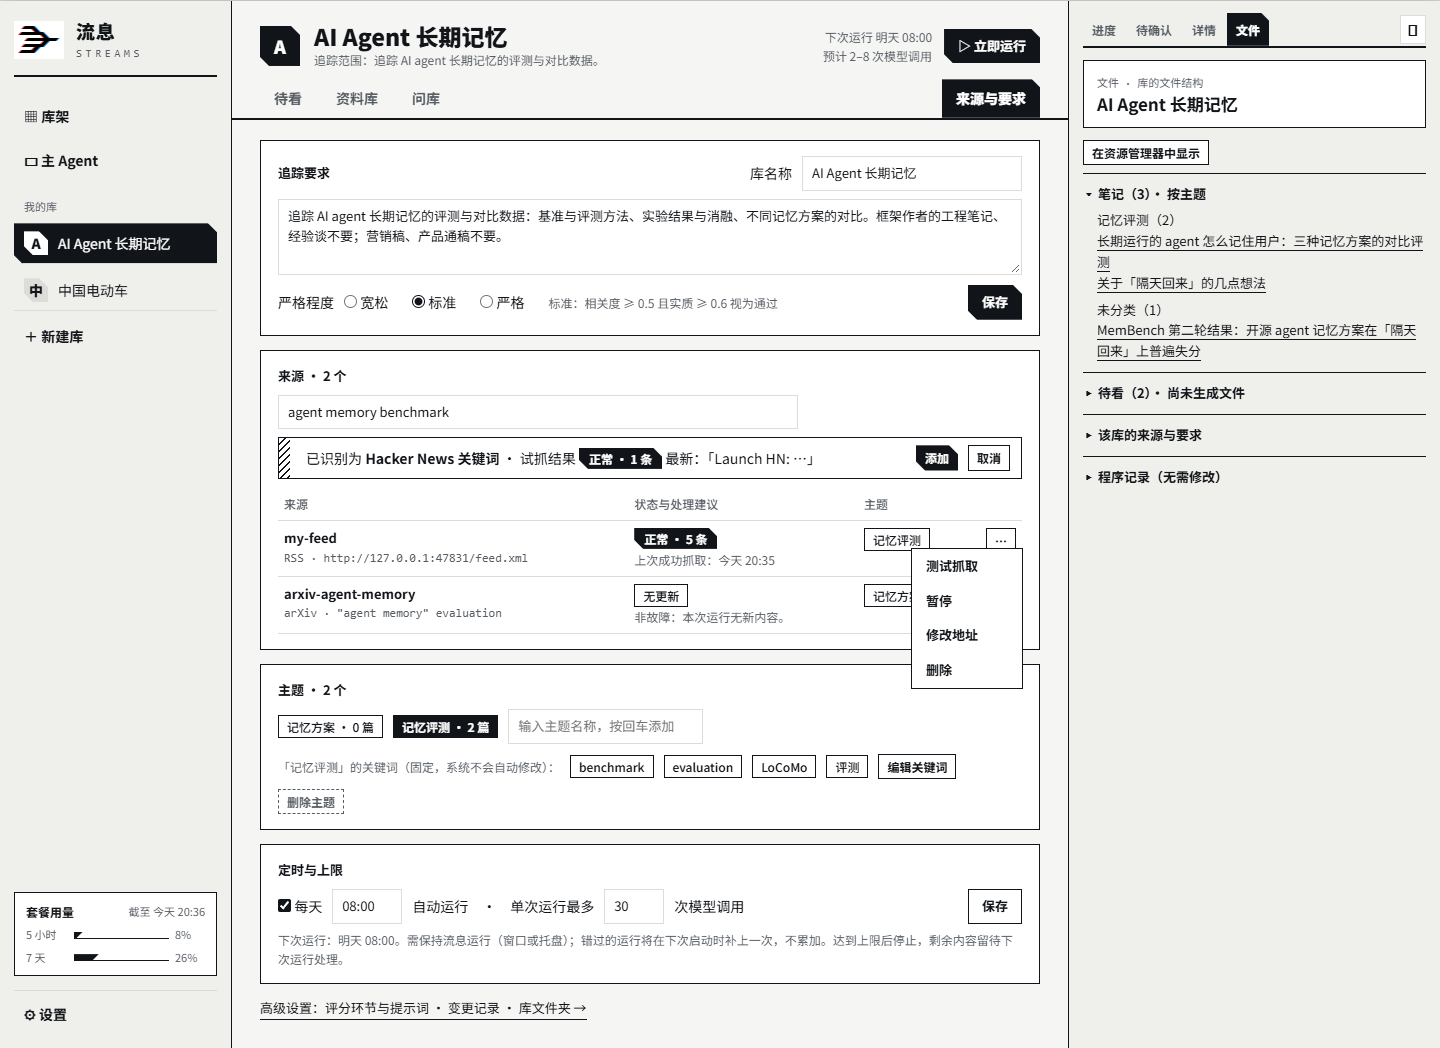 流息
STREAMS
库架
主 Agent
我的库
A AI Agent 长期记忆
中 中国电动车
＋ 新建库
套餐用量 截至 今天 20:36
5 小时 8%
7 天 26%
设置
A
AI Agent 长期记忆
追踪范围：追踪 AI agent 长期记忆的评测与对比数据。
下次运行 明天 08:00
预计 2–8 次模型调用
▷ 立即运行
待看 资料库 问库 来源与要求
追踪要求 库名称 AI Agent 长期记忆
追踪 AI agent 长期记忆的评测与对比数据：基准与评测方法、实验结果与消融、不同记忆方案的对比。框架作者的工程笔记、
经验谈不要；营销稿、产品通稿不要。
严格程度 宽松 标准 严格 标准：相关度 ≥ 0.5 且实质 ≥ 0.6 视为通过 保存
来源 · 2 个
agent memory benchmark
已识别为 Hacker News 关键词 · 试抓结果 正常 · 1 条 最新：「Launch HN: ⋯」 添加 取消
来源 状态与处理建议 主题
my-feed 正常 · 5 条 记忆评测 ⋯
RSS · http://127.0.0.1:47831/feed.xml 上次成功抓取：今天 20:35
arxiv-agent-memory 无更新 记忆方
arXiv · "agent memory" evaluation 非故障：本次运行无新内容。
测试抓取
暂停
修改地址
删除
主题 · 2 个
记忆方案 · 0 篇 记忆评测 · 2 篇 输入主题名称，按回车添加
「记忆评测」的关键词（固定，系统不会自动修改）： benchmark evaluation LoCoMo 评测 编辑关键词
删除主题
定时与上限
每天 08:00 自动运行 · 单次运行最多 30 次模型调用 保存
下次运行：明天 08:00。需保持流息运行（窗口或托盘）；错过的运行将在下次启动时补上一次，不累加。达到上限后停止，剩余内容留待下
次运行处理。
高级设置：评分环节与提示词 · 变更记录 · 库文件夹 →
进度 待确认 详情 文件
文件 · 库的文件结构
AI Agent 长期记忆
在资源管理器中显示
笔记（3）· 按主题
记忆评测（2）
长期运行的 agent 怎么记住用户：三种记忆方案的对比评
测
关于「隔天回来」的几点想法
未分类（1）
MemBench 第二轮结果：开源 agent 记忆方案在「隔天
回来」上普遍失分
待看（2）· 尚未生成文件
该库的来源与要求
程序记录（无需修改）